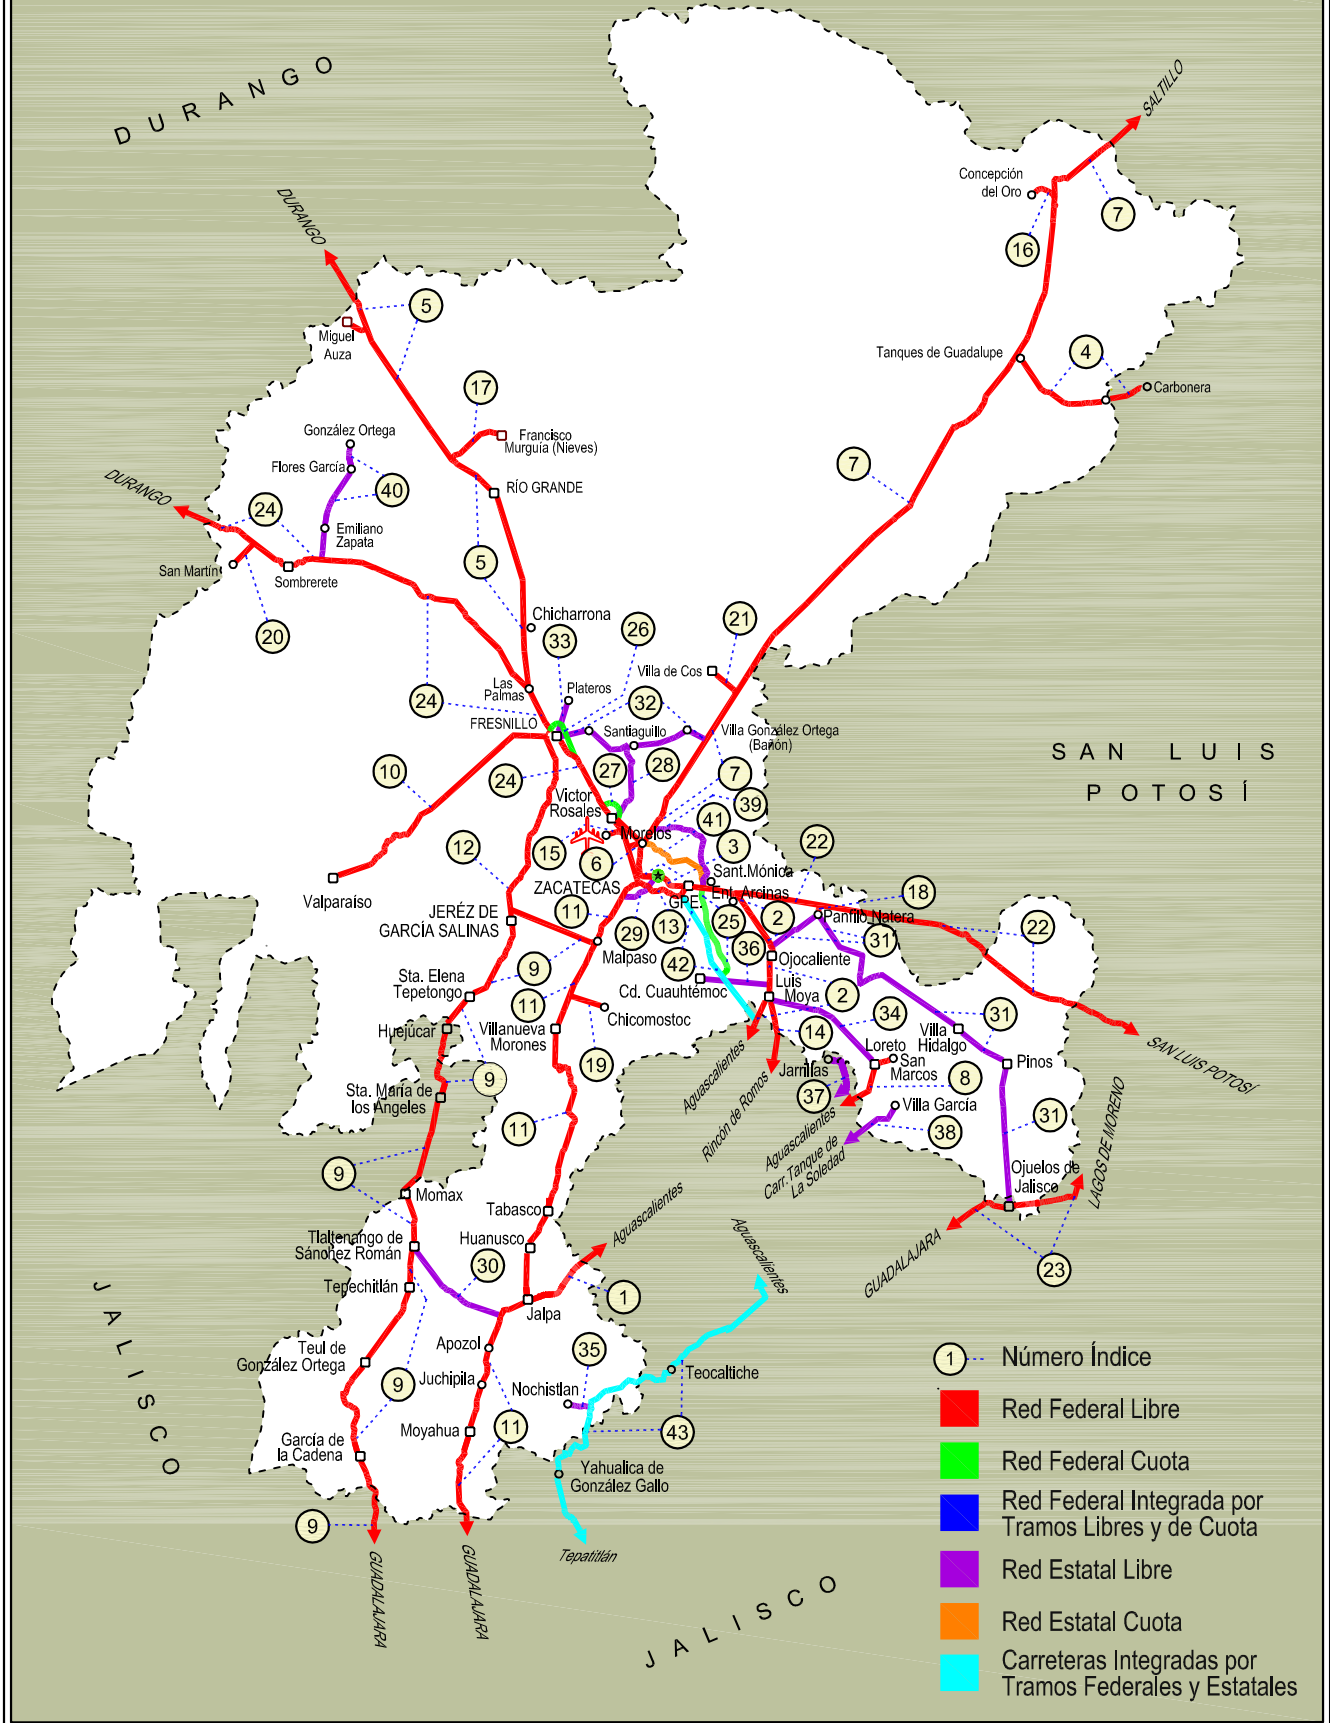 DURANGO
SALTILLO
Concepción
del Oro
7
16
DURANGO
5
Miguel
Auza
Tanques de Guadalupe
4
Carbonera
17
González Ortega
Francisco
Murguía (Nieves)
Flores García
7
DURANGO
40
RÍO GRANDE
24
Emiliano
Zapata
San Martín
Sombrerete
5
20
Chicharrona
33
26
21
Villa de Cos
Las
Palmas
Plateros
24
32
FRESNILLO
Santiaguillo
Villa González Ortega
(Bañón)
SAN LUIS
POTOSÍ
10
24
27
28
7
39
Victor
Rosales
Morelos
41
12
15
6
3
22
Sant.Mónica
ZACATECAS
Ent. Arcinas
GPE.
18
Valparaíso
JERÉZ DE
GARCÍA SALINAS
11
29
13
25
2
Panfilo Natera
22
31
Malpaso
36
42
Ojocaliente
9
Sta. Elena
Tepetongo
11
Cd. Cuauhtémoc
Luis
Moya
2
Chicomostoc
34
31
Huejúcar
Villanueva
Morones
14
Villa
Hidalgo
SAN LUIS POTOSÍ
Loreto
San
Marcos
Pinos
Jarrillas
19
9
8
Sta. María de
los Angeles
37
Villa García
Aguascalientes
Rincón de Romos
Aguascalientes
38
31
11
Carr.Tanque de
La Soledad
LAGOS DE MORENO
9
Ojuelos de
Jalisco
Momax
Tabasco
Aguascalientes
Aguascalientes
Tlaltenango de
Sánchez Román
Huanusco
GUADALAJARA
30
23
Tepechitlán
1
Jalpa
JALISCO
Teul de
González Ortega
Apozol
35
1
Número Índice
Teocaltiche
Juchipila
9
Nochistlan
Red Federal Libre
Moyahua
11
43
García de
la Cadena
Red Federal Cuota
Yahualica de
González Gallo
Red Federal Integrada por
Tramos Libres y de Cuota
9
Tepatitlán
GUADALAJARA
GUADALAJARA
Red Estatal Libre
JALISCO
Red Estatal Cuota
Carreteras Integradas por
Tramos Federales y Estatales